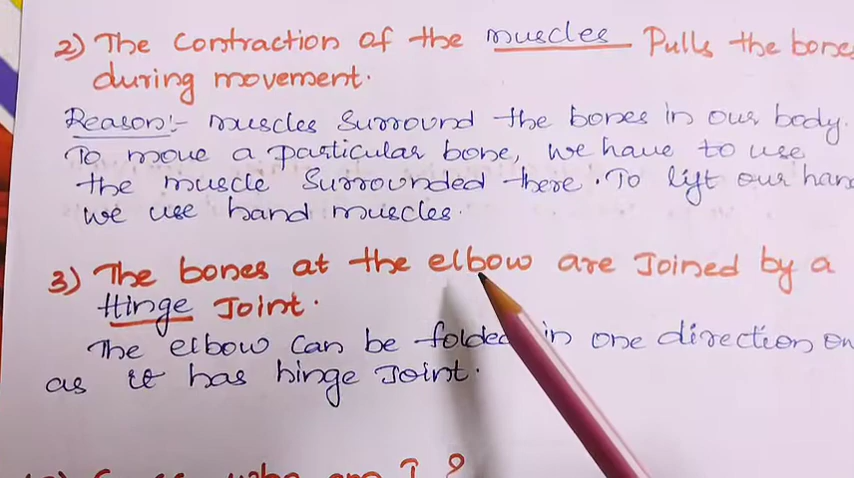 2) The contraction of the muscles Pulls the bones
during movement.
Reason:- muscles surround the bones in our body.
To move a particular bone, we have to use
the muscle surrounded there. To lift our hand
we use hand muscles.
3) The bones at the elbow are Joined by a
Hinge Joint.
The elbow can be folded in one direction
as it has hinge Joint.